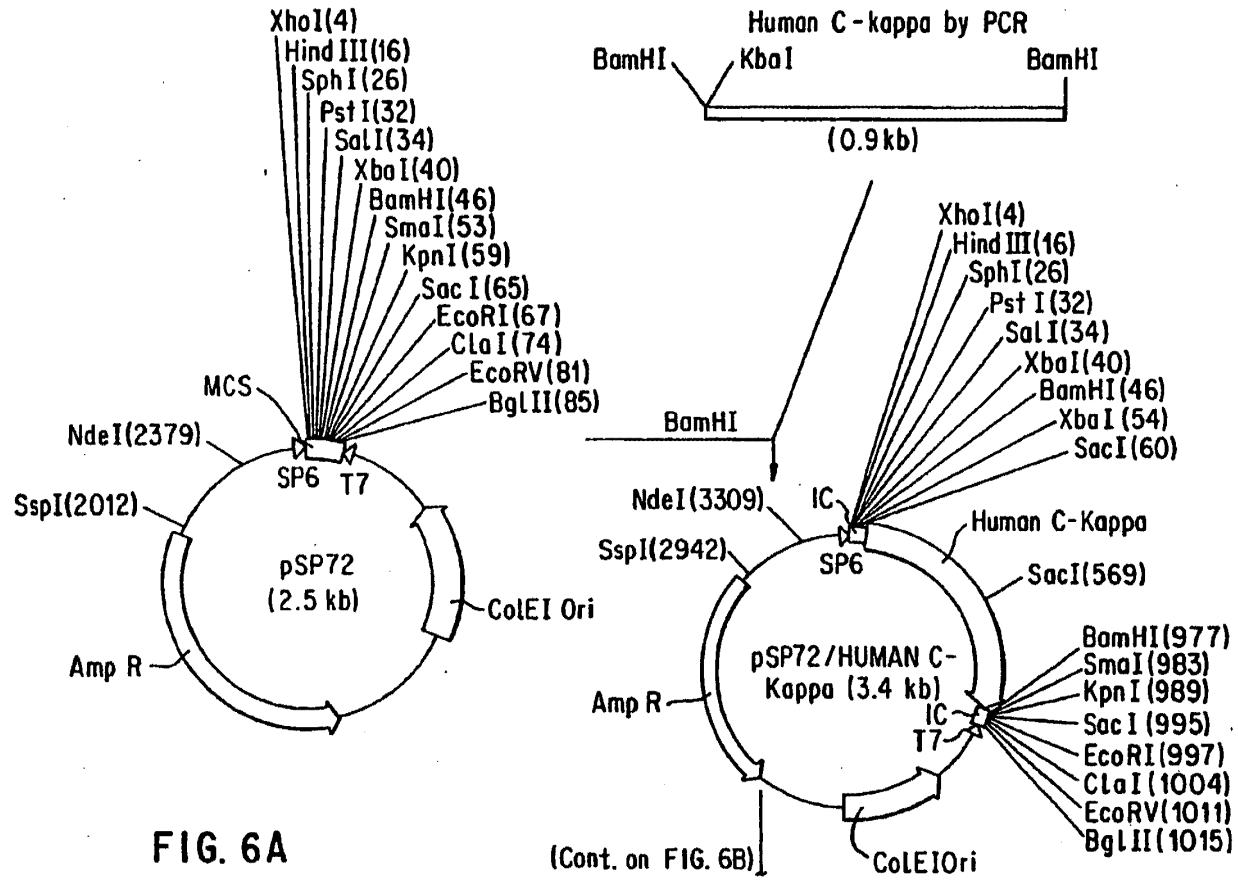 XhoI(4)
Hind III(16)
SphI(26)
Pst I(32)
SalI(34)
XbaI(40)
BamHI(46)
SmaI(53)
KpnI(59)
Sac I(65)
EcoRI(67)
ClaI(74)
EcoRV(81)
BglII(85)
MCS
NdeI(2379)
SP6
T7
SspI(2012)
pSP72
(2.5 kb)
ColEI Ori
Amp R
FIG. 6A
Human C-kappa by PCR
BamHI
KbaI
BamHI
(0.9kb)
BamHI
XhoI(4)
Hind III(16)
SphI(26)
Pst I(32)
SalI(34)
XbaI(40)
BamHI(46)
XbaI(54)
SacI(60)
NdeI(3309)
IC
SP6
Human C-Kappa
SspI(2942)
SacI(569)
pSP72/HUMAN C-
Kappa (3.4 kb)
Amp R
IC
T7
BamHI(977)
SmaI(983)
KpnI(989)
Sac I(995)
EcoRI(997)
ClaI(1004)
EcoRV(1011)
BglII(1015)
ColEIOri
(Cont. on FIG. 6B)